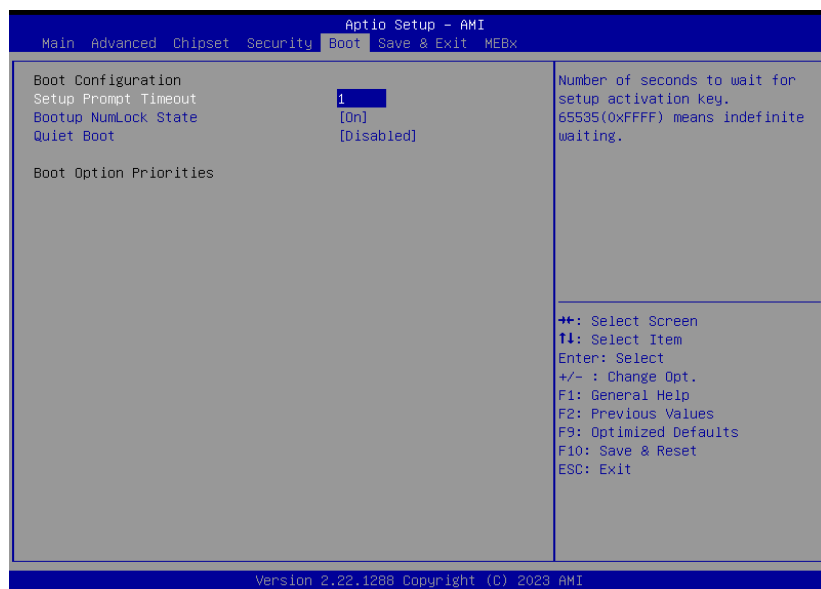 Aptio Setup - AMI
Main Advanced Chipset Security Boot Save & Exit MEBx
Boot Configuration
Setup Prompt Timeout 1
Bootup NumLock State [On]
Quiet Boot [Disabled]
Boot Option Priorities
Number of seconds to wait for
setup activation key.
65535(0xFFFF) means indefinite
waiting.
→←: Select Screen
↑↓: Select Item
Enter: Select
+/- : Change Opt.
F1: General Help
F2: Previous Values
F9: Optimized Defaults
F10: Save & Reset
ESC: Exit
Version 2.22.1288 Copyright (C) 2023 AMI